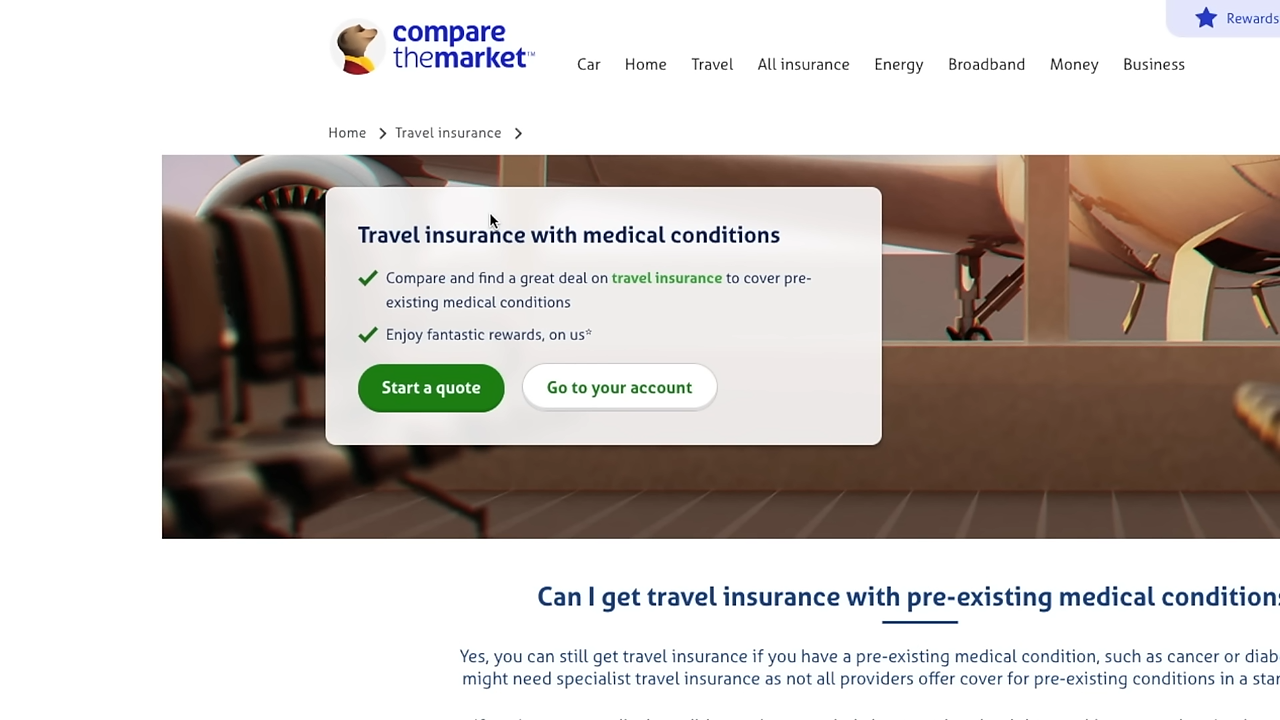 Rewards
compare
themarket™
Car Home Travel All insurance Energy Broadband Money Business
Home Travel insurance
Travel insurance with medical conditions
Compare and find a great deal on travel insurance to cover pre-
existing medical conditions
Enjoy fantastic rewards, on us*
Start a quote Go to your account
Can I get travel insurance with pre-existing medical conditions
Yes, you can still get travel insurance if you have a pre-existing medical condition, such as cancer or diab
might need specialist travel insurance as not all providers offer cover for pre-existing conditions in a star